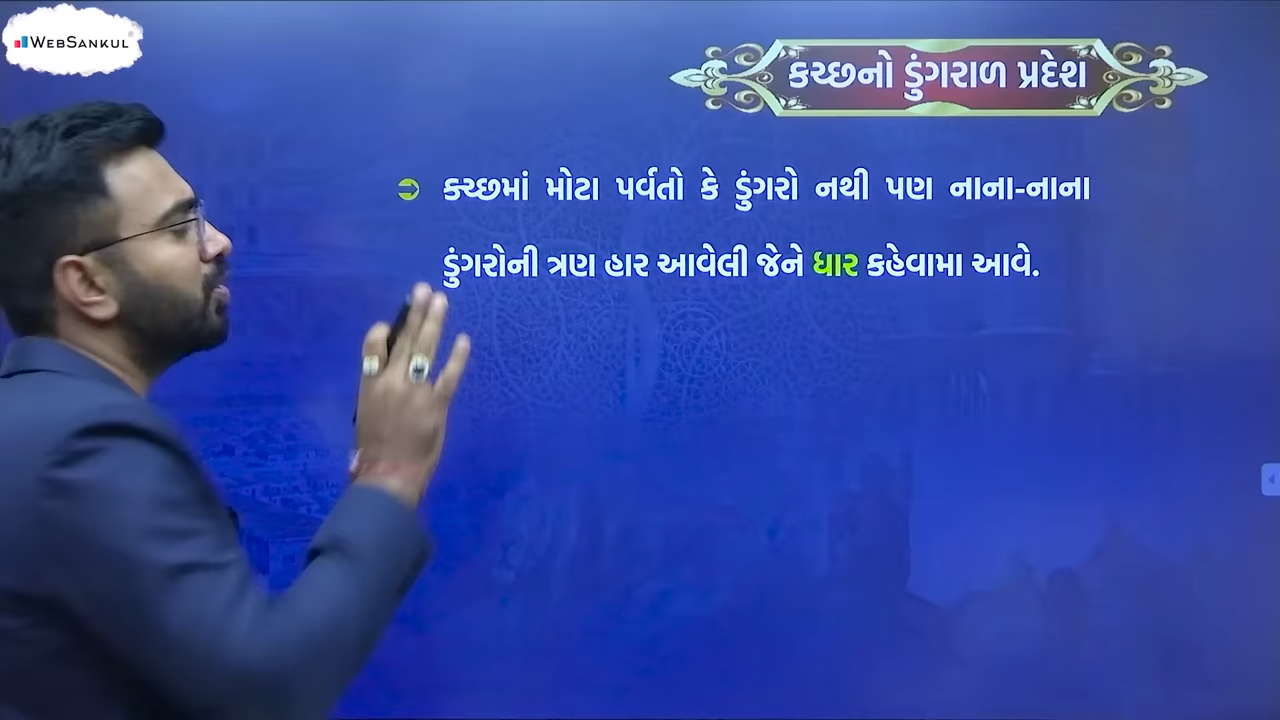 WEBSANKUL
કચ્છનો ડુંગરાળ પ્રદેશ
કચ્છમાં મોટા પર્વતો કે ડુંગરો નથી પણ નાના-નાના
ડુંગરોની ત્રણ હાર આવેલી જેને ધાર કહેવામા આવે.